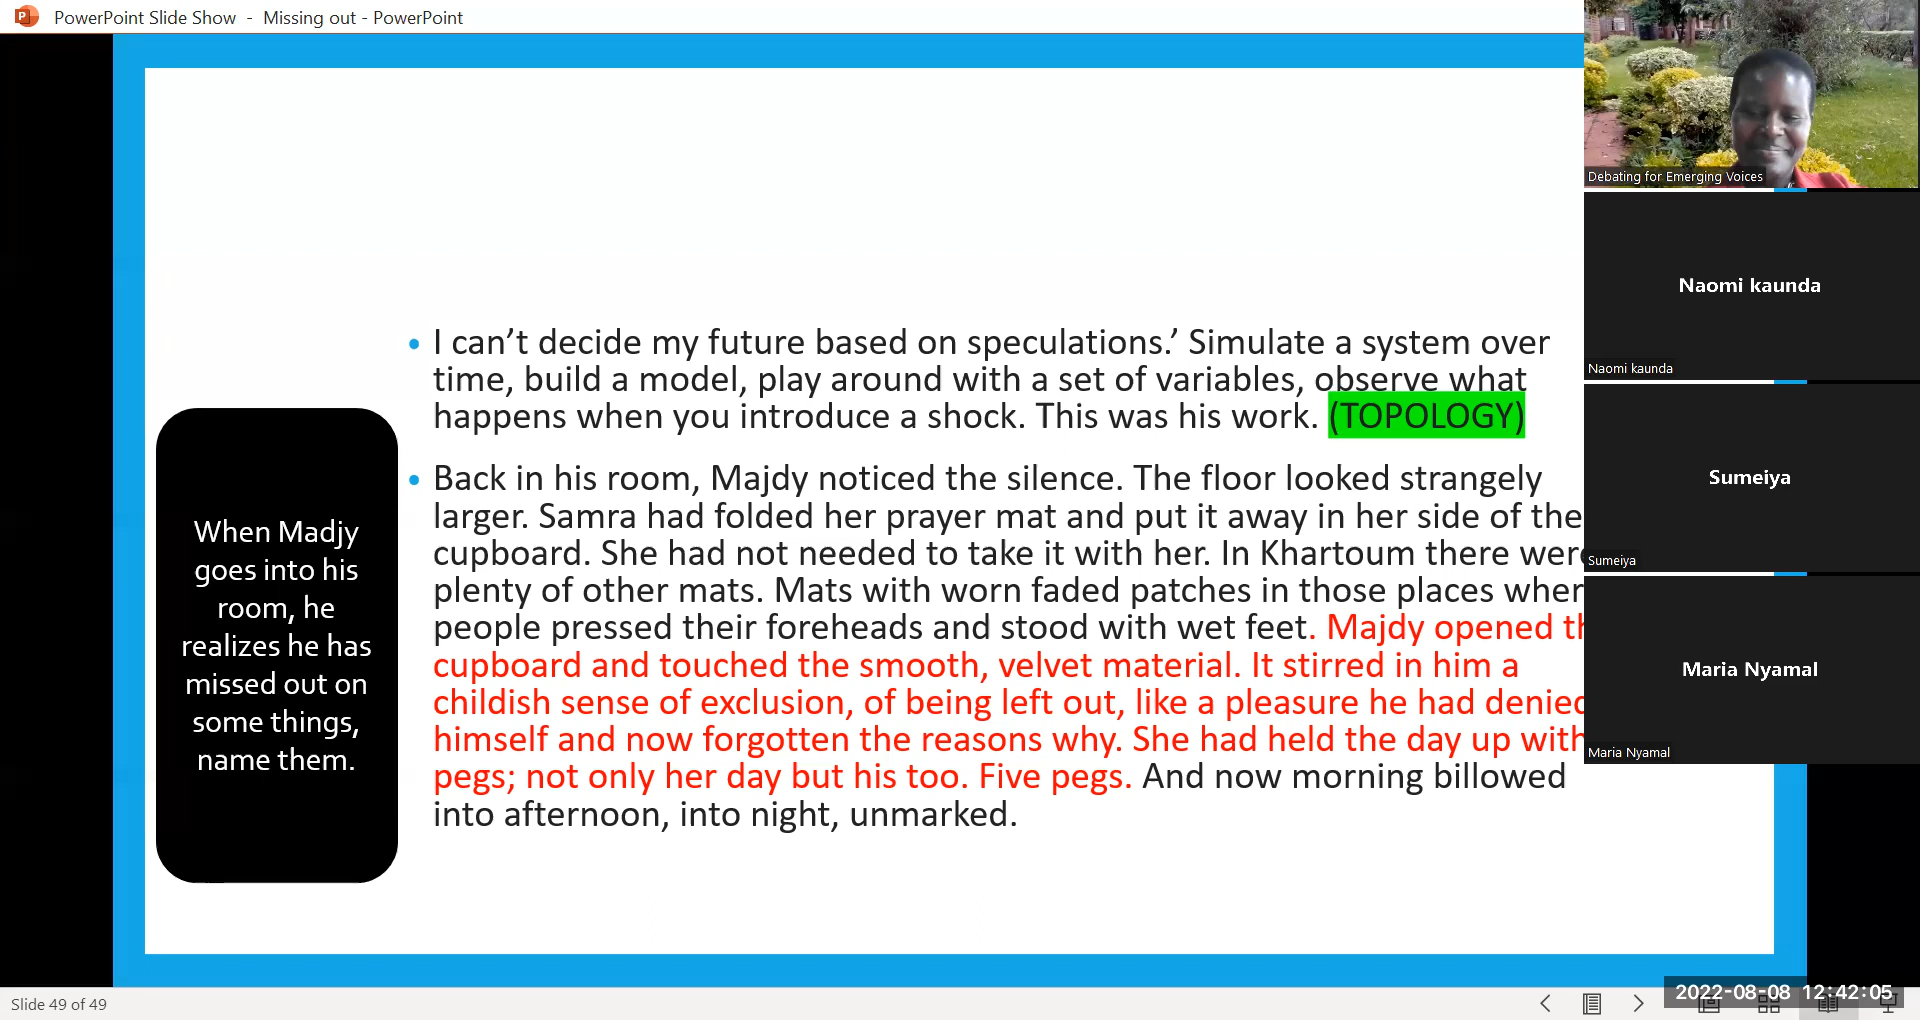 PowerPoint Slide Show - Missing out - PowerPoint
When Madjy
goes into his
room, he
realizes he has
missed out on
some things,
name them.
• I can’t decide my future based on speculations.’ Simulate a system over
time, build a model, play around with a set of variables, observe what
happens when you introduce a shock. This was his work. (TOPOLOGY)
• Back in his room, Majdy noticed the silence. The floor looked strangely
larger. Samra had folded her prayer mat and put it away in her side of the
cupboard. She had not needed to take it with her. In Khartoum there were
plenty of other mats. Mats with worn faded patches in those places wher
people pressed their foreheads and stood with wet feet. Majdy opened th
cupboard and touched the smooth, velvet material. It stirred in him a
childish sense of exclusion, of being left out, like a pleasure he had denied
himself and now forgotten the reasons why. She had held the day up with
pegs; not only her day but his too. Five pegs. And now morning billowed
into afternoon, into night, unmarked.
Debating for Emerging Voices
Naomi kaunda
Naomi kaunda
Sumeiya
Sumeiya
Maria Nyamal
Maria Nyamal
Slide 49 of 49
2022-08-08 12:42:05